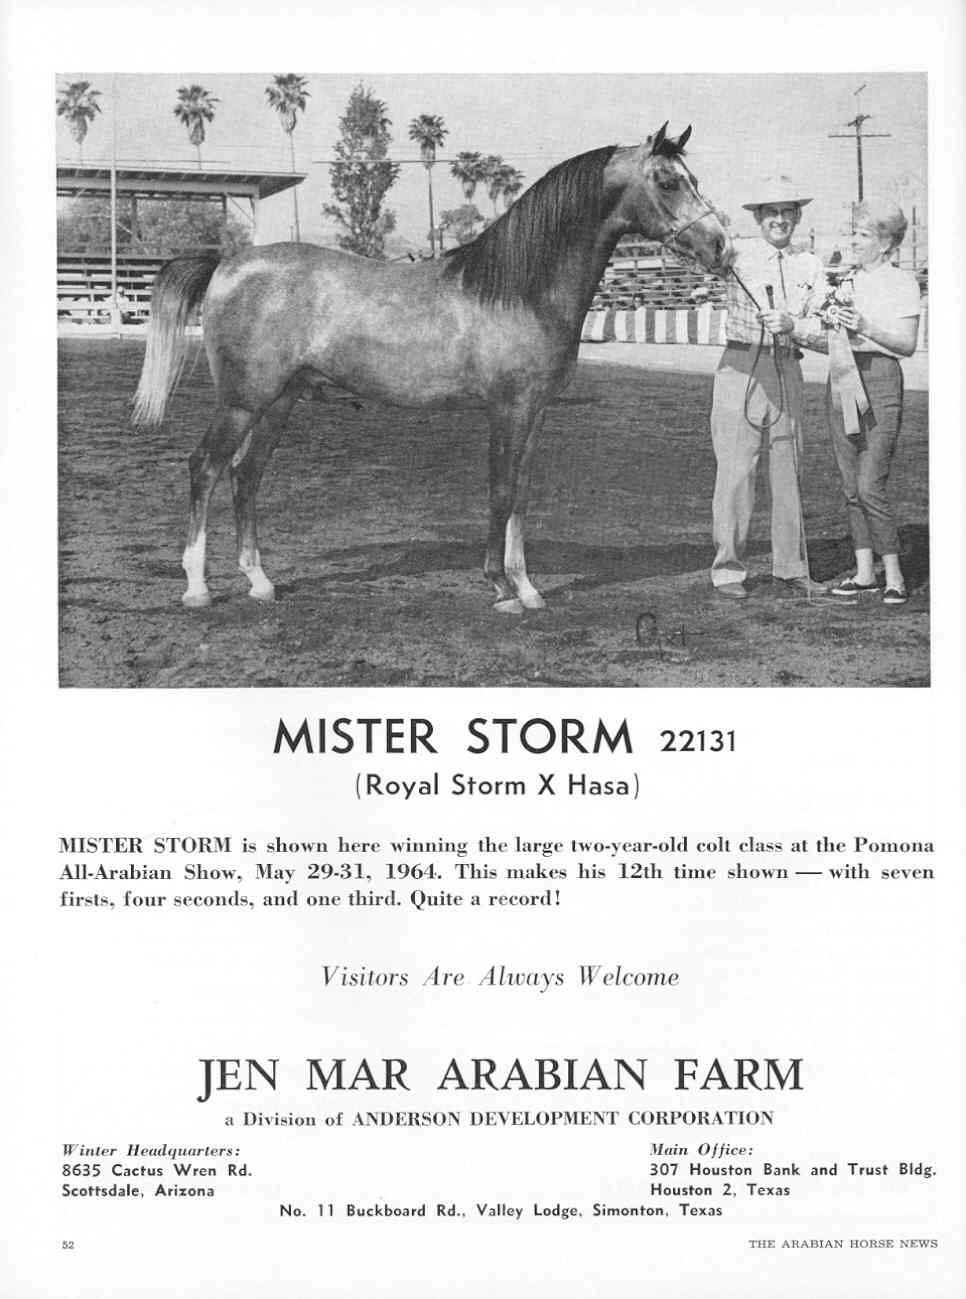 MISTER STORM 22131
(Royal Storm X Hasa)
MISTER STORM is shown here winning the large two-year-old colt class at the Pomona
All-Arabian Show, May 29-31, 1964. This makes his 12th time shown — with seven
firsts, four seconds, and one third. Quite a record!
Visitors Are Always Welcome
JEN MAR ARABIAN FARM
a Division of ANDERSON DEVELOPMENT CORPORATION
Winter Headquarters:
8635 Cactus Wren Rd.
Scottsdale, Arizona
Main Office:
307 Houston Bank and Trust Bldg.
Houston 2, Texas
No. 11 Buckboard Rd., Valley Lodge, Simonton, Texas
52
THE ARABIAN HORSE NEWS